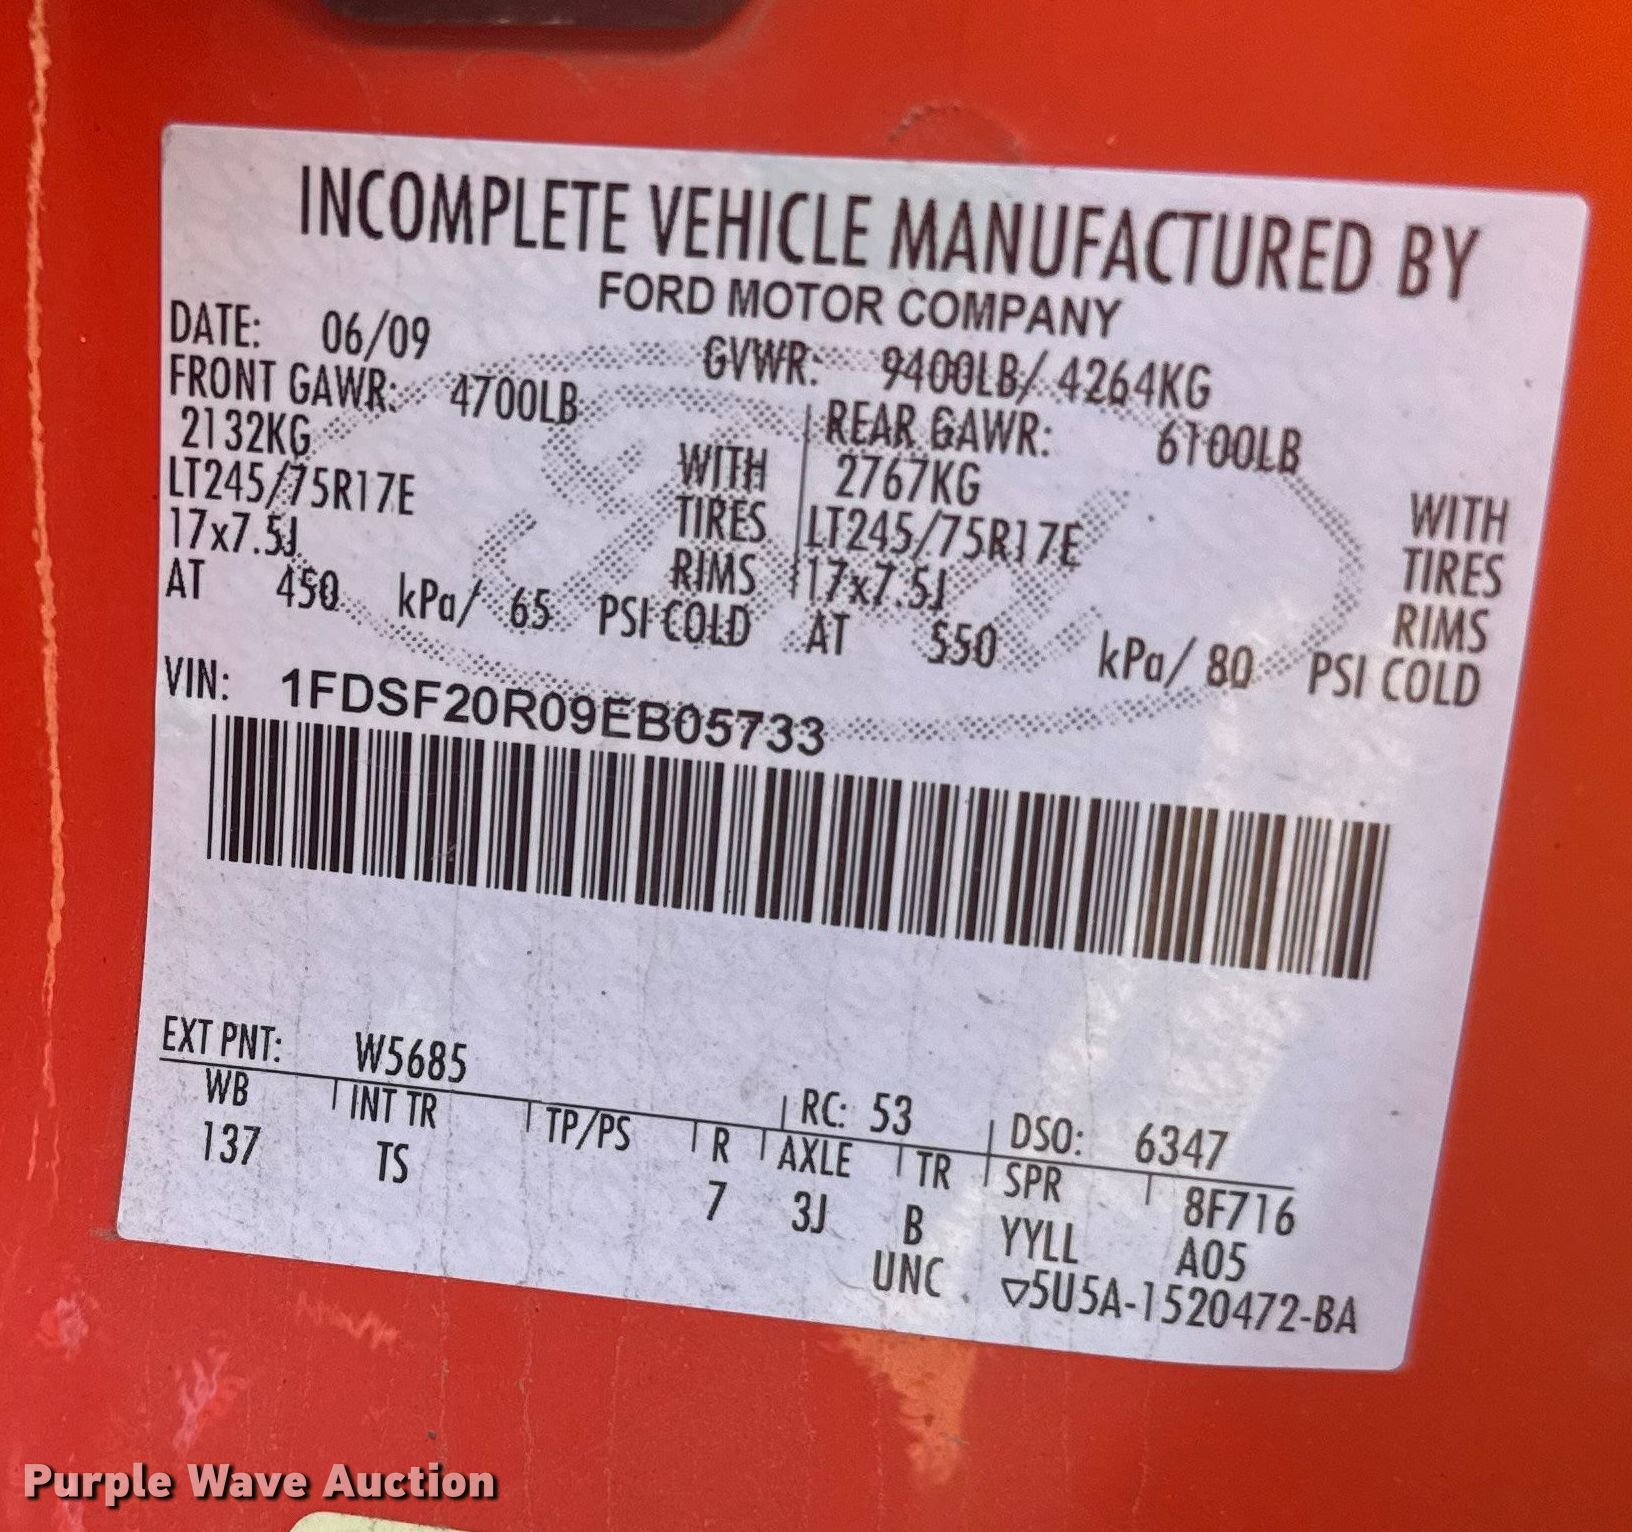 INCOMPLETE VEHICLE MANUFACTURED BY
FORD MOTOR COMPANY
DATE: 06/09 GVWR: 9400LB/ 4264KG
FRONT GAWR: 4700LB REAR GAWR: 6100LB
2132KG WITH 2767KG WITH
LT245/75R17E TIRES LT245/75R17E TIRES
17x7.5J RIMS 17x7.5J RIMS
AT 450 kPa/ 65 PSI COLD AT 550 kPa/ 80 PSI COLD
VIN: 1FDSF20R09EB05733
EXT PNT: W5685 RC: 53 DSO: 6347
WB INT TR TP/PS R AXLE TR SPR 8F716
137 TS 7 3J B YYLL A05
UNC ▽5U5A-1520472-BA
Purple Wave Auction